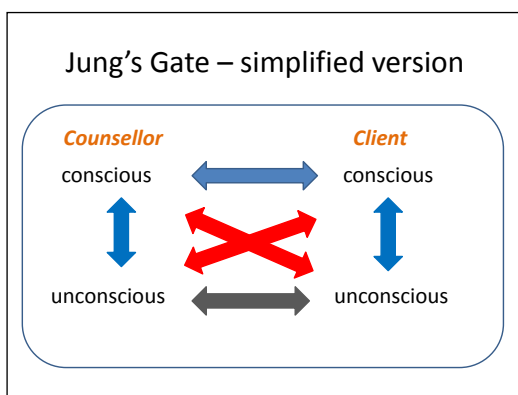 Jung’s Gate – simplified version
Counsellor Client
conscious conscious
unconscious unconscious